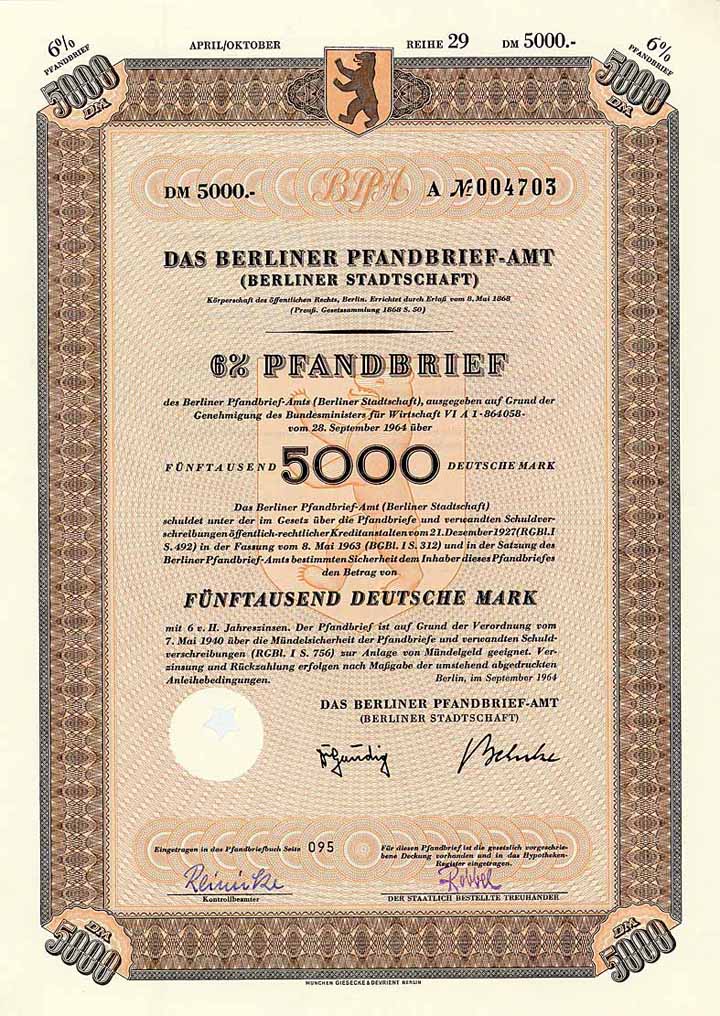 6% PFANDBRIEF
APRIL/OKTOBER
REIHE 29
DM 5000.-
6% PFANDBRIEF
5000 DM
5000 DM
DM 5000.-
BPfA
A № 004703
DAS BERLINER PFANDBRIEF-AMT
(BERLINER STADTSCHAFT)
Körperschaft des öffentlichen Rechts, Berlin. Errichtet durch Erlaß vom 8. Mai 1868
(Preuß. Gesetzsammlung 1868 S. 50)
6% PFANDBRIEF
des Berliner Pfandbrief-Amts (Berliner Stadtschaft), ausgegeben auf Grund der
Genehmigung des Bundesministers für Wirtschaft VI A 1-864058-
vom 28. September 1964 über
FÜNFTAUSEND 5000 DEUTSCHE MARK
Das Berliner Pfandbrief-Amt (Berliner Stadtschaft)
schuldet unter der im Gesetz über die Pfandbriefe und verwandten Schuldver-
schreibungen öffentlich-rechtlicher Kreditanstalten vom 21. Dezember 1927 (RGBl. I
S. 492) in der Fassung vom 8. Mai 1963 (BGBl. I S. 312) und in der Satzung des
Berliner Pfandbrief-Amts bestimmten Sicherheit dem Inhaber dieses Pfandbriefes
den Betrag von
FÜNFTAUSEND DEUTSCHE MARK
mit 6 v. H. Jahreszinsen. Der Pfandbrief ist auf Grund der Verordnung vom
7. Mai 1940 über die Mündelsicherheit der Pfandbriefe und verwandten Schuld-
verschreibungen (RGBl. I S. 756) zur Anlage von Mündelgeld geeignet. Ver-
zinsung und Rückzahlung erfolgen nach Maßgabe der umstehend abgedruckten
Anleihebedingungen. Berlin, im September 1964
DAS BERLINER PFANDBRIEF-AMT
(BERLINER STADTSCHAFT)
Behnke
Eingetragen in das Pfandbriefbuch Seite 095
Für diesen Pfandbrief ist die gesetzlich vorgeschrie-
bene Deckung vorhanden und in das Hypotheken-
Register eingetragen.
Reinicke
Kontrollbeamter
DER STAATLICH BESTELLTE TREUHÄNDER
5000 DM
5000 DM
MÜNCHEN GIESECKE & DEVRIENT BERLIN